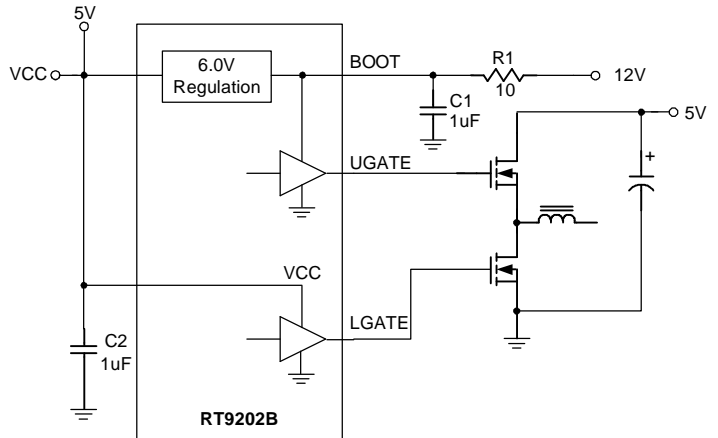 5V
VCC
6.0V
Regulation
BOOT
R1
10
12V
C1
1uF
5V
+
UGATE
VCC
LGATE
C2
1uF
RT9202B